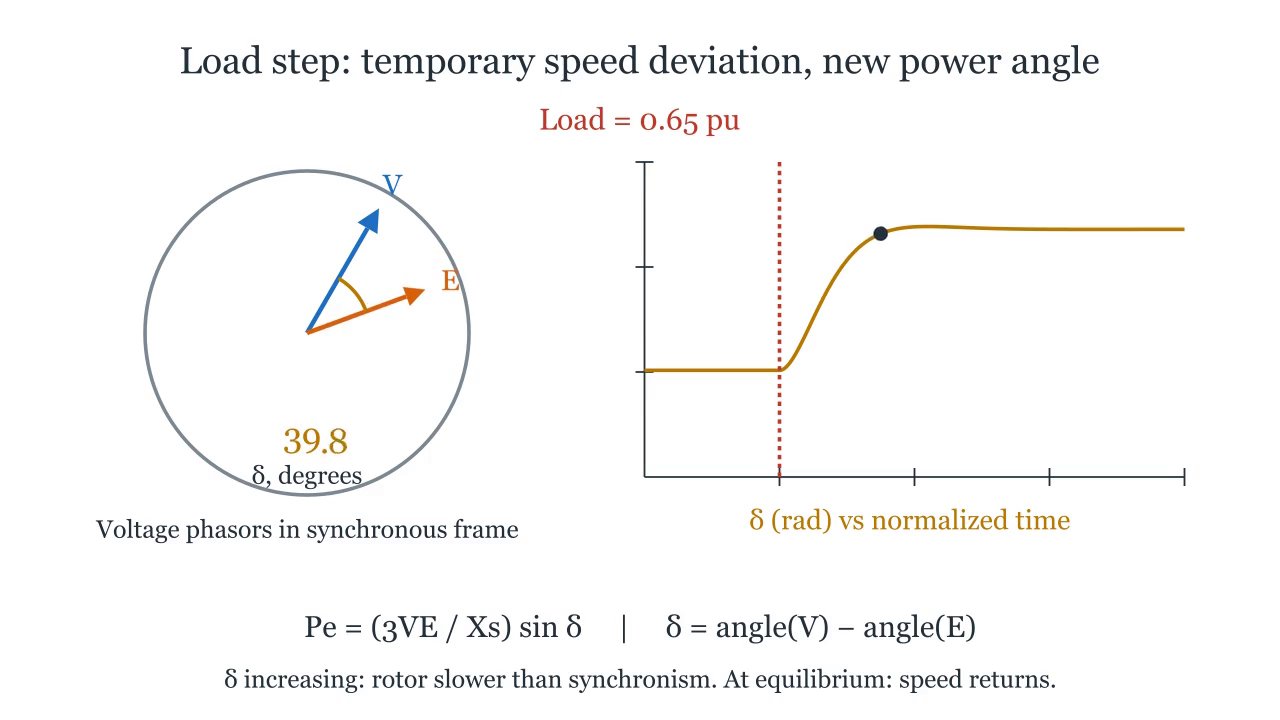 Load step: temporary speed deviation, new power angle
Load = 0.65 pu
V
E
39.8
δ, degrees
Voltage phasors in synchronous frame
δ (rad) vs normalized time
Pe = (3VE / Xs) sin δ | δ = angle(V) − angle(E)
δ increasing: rotor slower than synchronism. At equilibrium: speed returns.